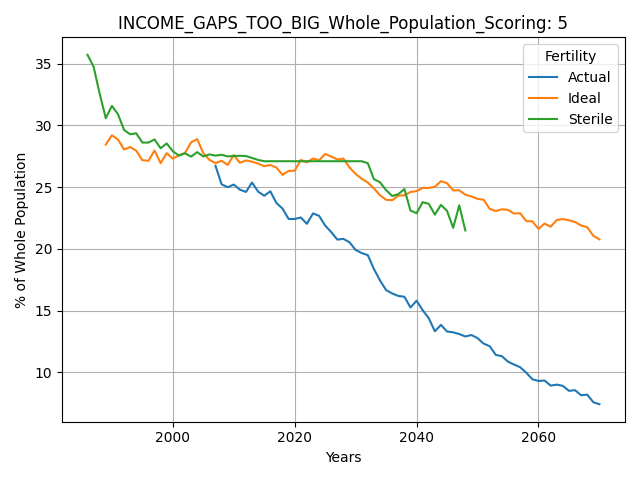 INCOME_GAPS_TOO_BIG_Whole_Population_Scoring: 5
Fertility
Actual
Ideal
Sterile
% of Whole Population
35
30
25
20
15
10
2000
2020
2040
2060
Years